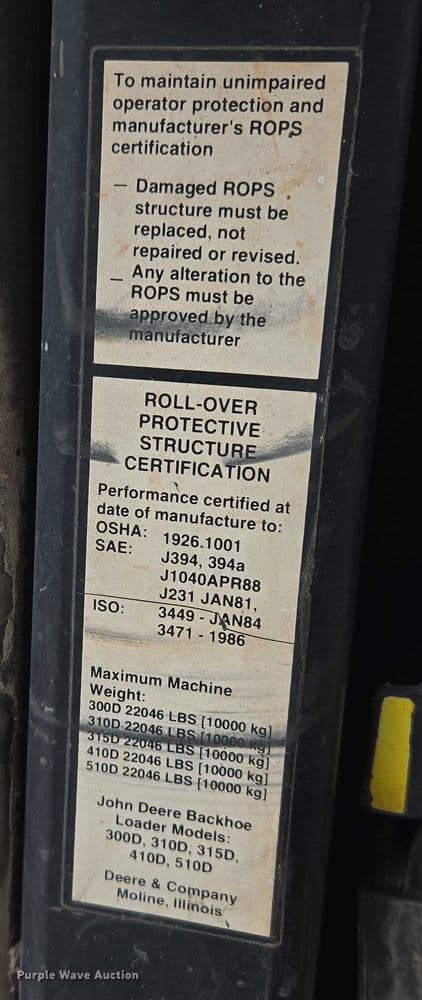 To maintain unimpaired
operator protection and
manufacturer's ROPS
certification
— Damaged ROPS
structure must be
replaced, not
repaired or revised.
_ Any alteration to the
ROPS must be
approved by the
manufacturer
ROLL-OVER
PROTECTIVE
STRUCTURE
CERTIFICATION
Performance certified at
date of manufacture to:
OSHA: 1926.1001
SAE: J394, 394a
J1040APR88
J231 JAN81,
ISO: 3449 - JAN84
3471 - 1986
Maximum Machine
Weight:
300D 22046 LBS [10000 kg]
310D 22046 LBS [10000 kg]
315D 22046 LBS [10000 kg]
410D 22046 LBS [10000 kg]
510D 22046 LBS [10000 kg]
John Deere Backhoe
Loader Models:
300D, 310D, 315D,
410D, 510D
Deere & Company
Moline, Illinois
Purple Wave Auction